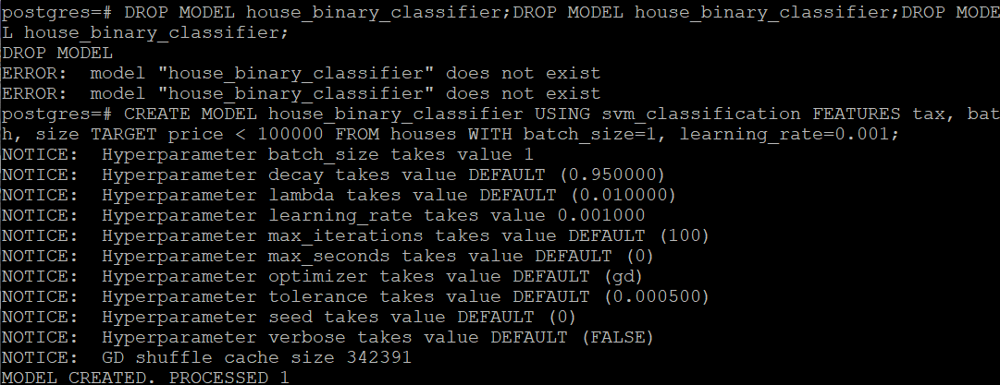 postgres=# DROP MODEL house_binary_classifier;DROP MODEL house_binary_classifier;DROP MODE
L house_binary_classifier;
DROP MODEL
ERROR:  model "house_binary_classifier" does not exist
ERROR:  model "house_binary_classifier" does not exist
postgres=# CREATE MODEL house_binary_classifier USING svm_classification FEATURES tax, bat
h, size TARGET price < 100000 FROM houses WITH batch_size=1, learning_rate=0.001;
NOTICE:  Hyperparameter batch_size takes value 1
NOTICE:  Hyperparameter decay takes value DEFAULT (0.950000)
NOTICE:  Hyperparameter lambda takes value DEFAULT (0.010000)
NOTICE:  Hyperparameter learning_rate takes value 0.001000
NOTICE:  Hyperparameter max_iterations takes value DEFAULT (100)
NOTICE:  Hyperparameter max_seconds takes value DEFAULT (0)
NOTICE:  Hyperparameter optimizer takes value DEFAULT (gd)
NOTICE:  Hyperparameter tolerance takes value DEFAULT (0.000500)
NOTICE:  Hyperparameter seed takes value DEFAULT (0)
NOTICE:  Hyperparameter verbose takes value DEFAULT (FALSE)
NOTICE:  GD shuffle cache size 342391
MODEL CREATED. PROCESSED 1